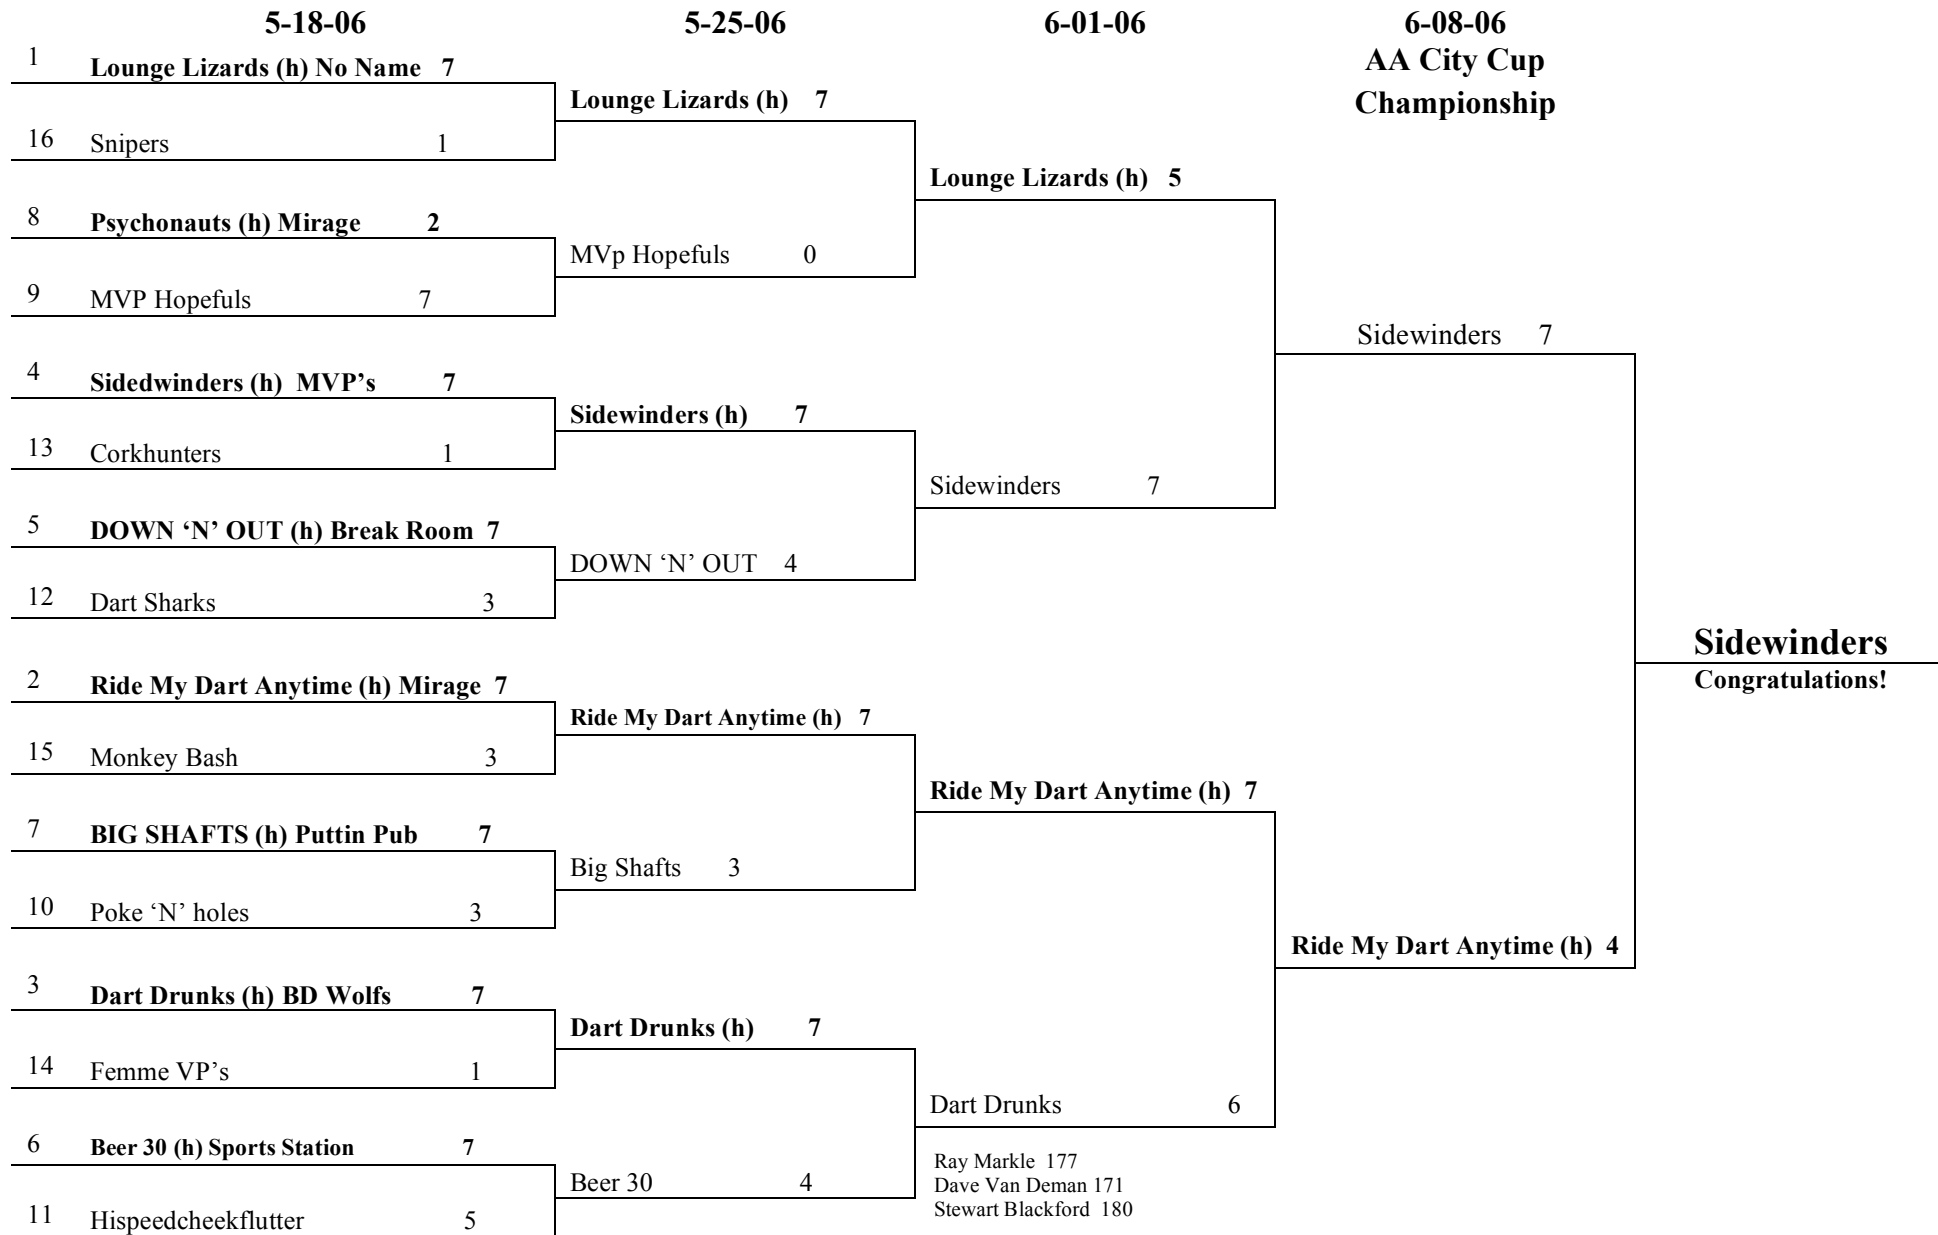 5-18-06
5-25-06
6-01-06
6-08-06
AA City Cup
Championship
1 Lounge Lizards (h) No Name 7
16 Snipers 1
8 Psychonauts (h) Mirage 2
9 MVP Hopefuls 7
4 Sidedwinders (h) MVP’s 7
13 Corkhunters 1
5 DOWN ‘N’ OUT (h) Break Room 7
12 Dart Sharks 3
2 Ride My Dart Anytime (h) Mirage 7
15 Monkey Bash 3
7 BIG SHAFTS (h) Puttin Pub 7
10 Poke ‘N’ holes 3
3 Dart Drunks (h) BD Wolfs 7
14 Femme VP’s 1
6 Beer 30 (h) Sports Station 7
11 Hispeedcheekflutter 5
Lounge Lizards (h) 7
MVp Hopefuls 0
Sidewinders (h) 7
DOWN ‘N’ OUT 4
Ride My Dart Anytime (h) 7
Big Shafts 3
Dart Drunks (h) 7
Beer 30 4
Lounge Lizards (h) 5
Sidewinders 7
Ride My Dart Anytime (h) 7
Dart Drunks 6
Ray Markle 177
Dave Van Deman 171
Stewart Blackford 180
Sidewinders 7
Ride My Dart Anytime (h) 4
Sidewinders
Congratulations!